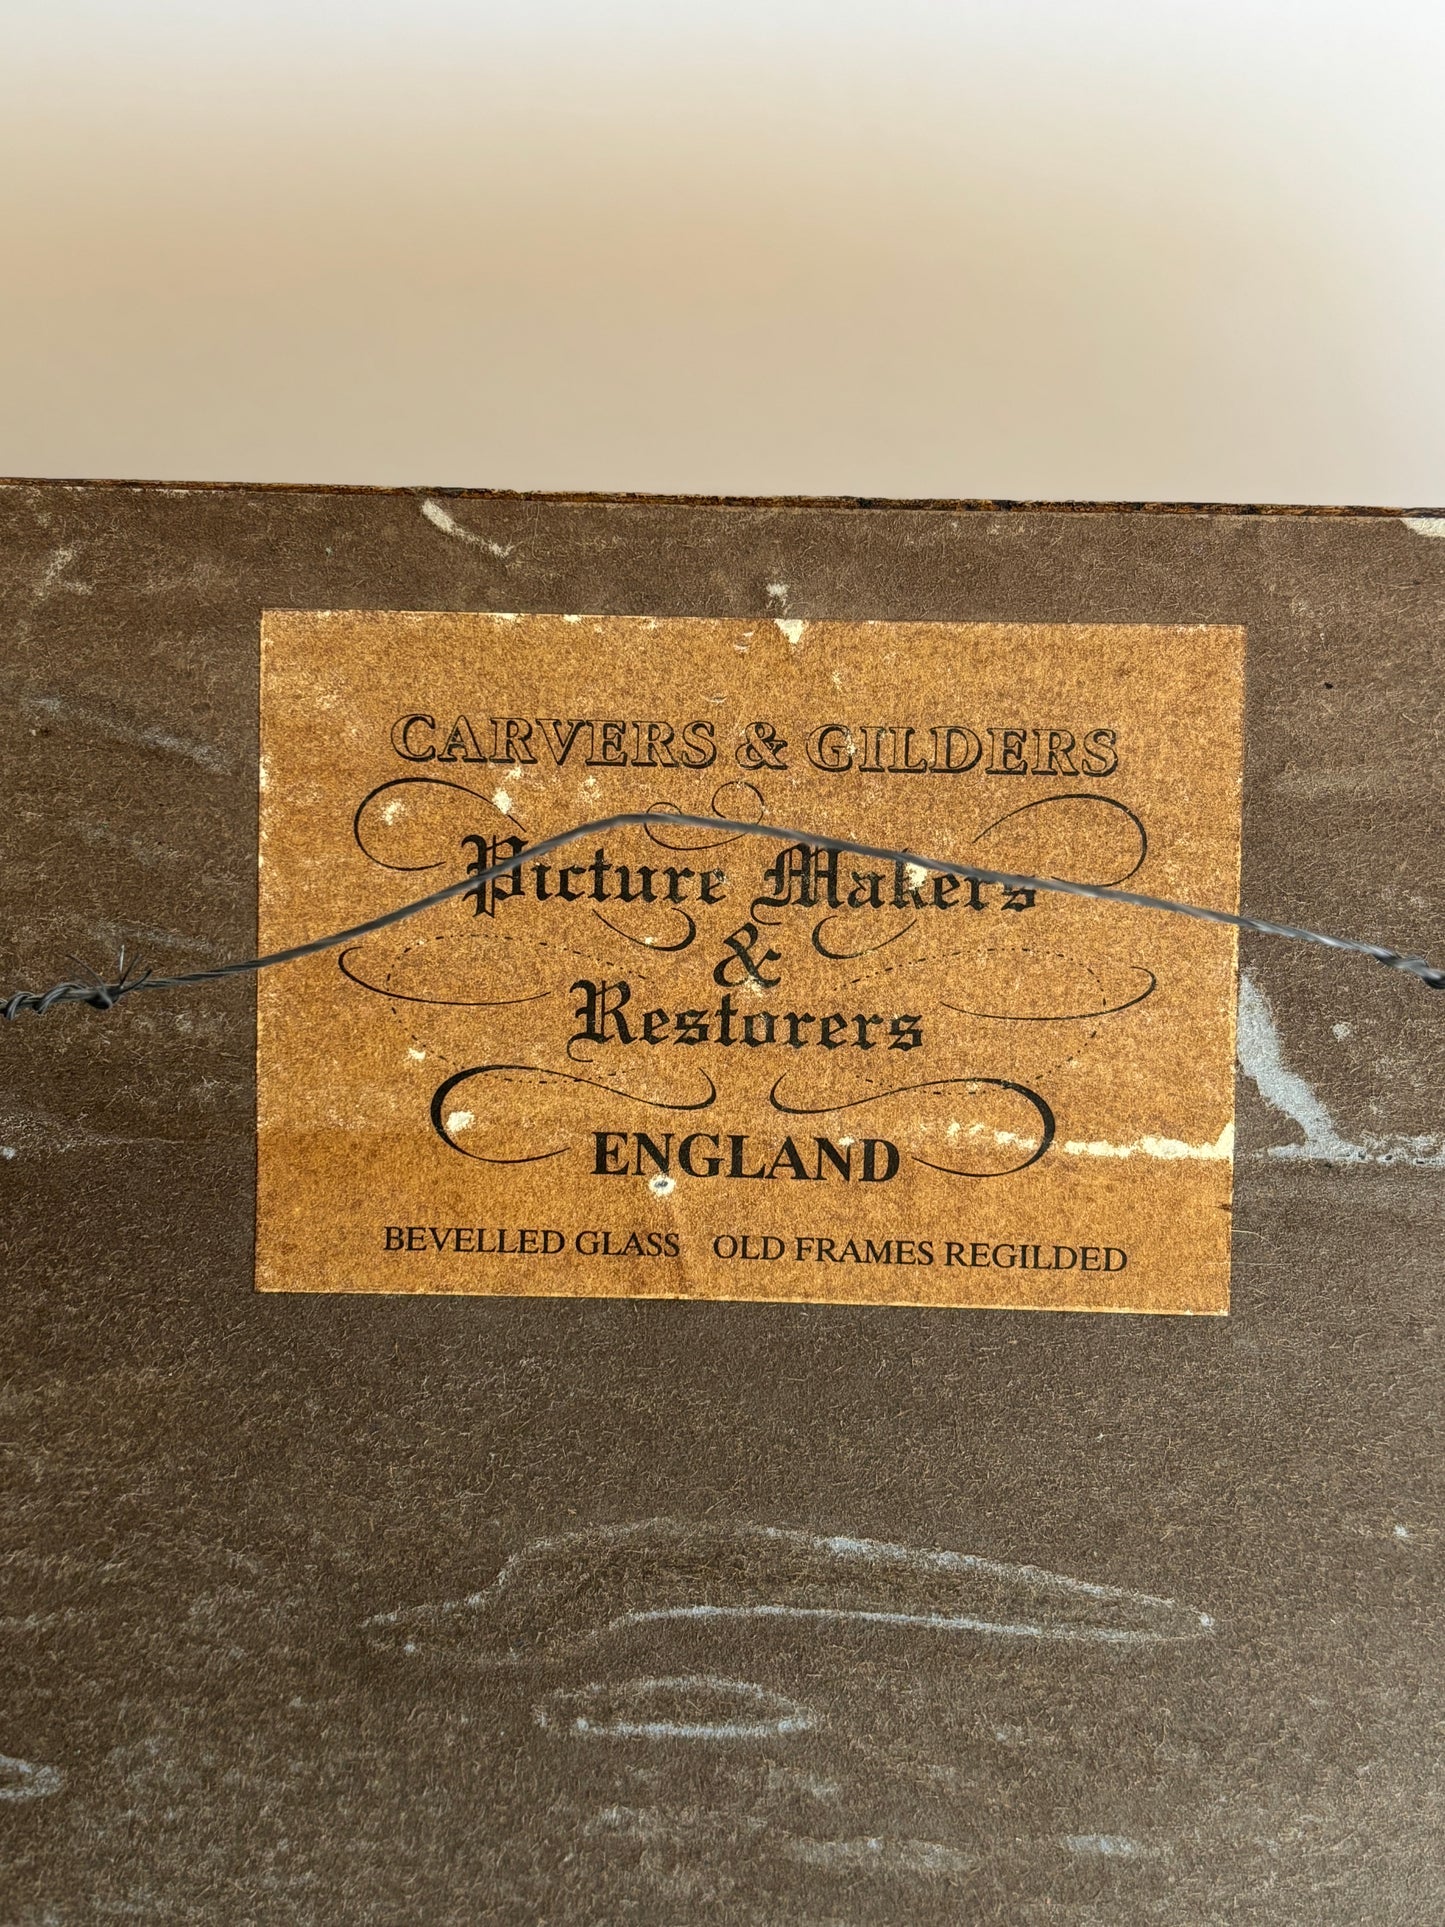 CARVERS & GILDERS
Picture Makers
&
Restorers
ENGLAND
BEVELLED GLASS OLD FRAMES REGILDED